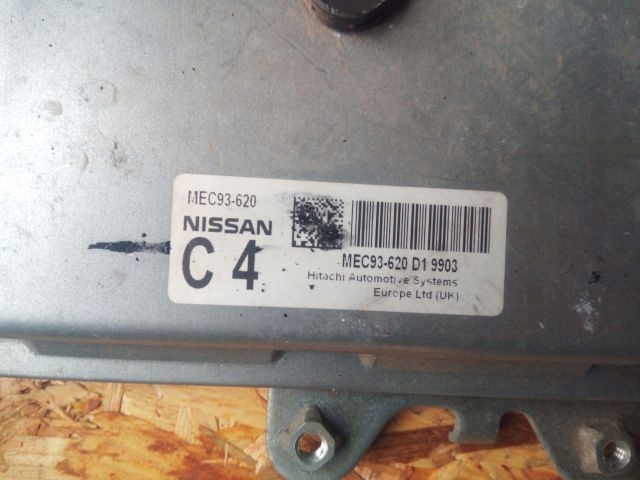 MEC93-620
NISSAN
C 4
MEC93-620 D1 9903
Hitachi Automotive Systems
Europe Ltd (UK)